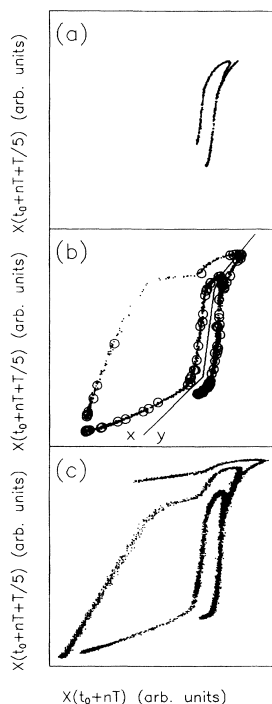 (a)
X(t₀+nT+T/5) (arb. units)
(b)
X(t₀+nT+T/5) (arb. units)
x y
(c)
X(t₀+nT+T/5) (arb. units)
X(t₀+nT) (arb. units)